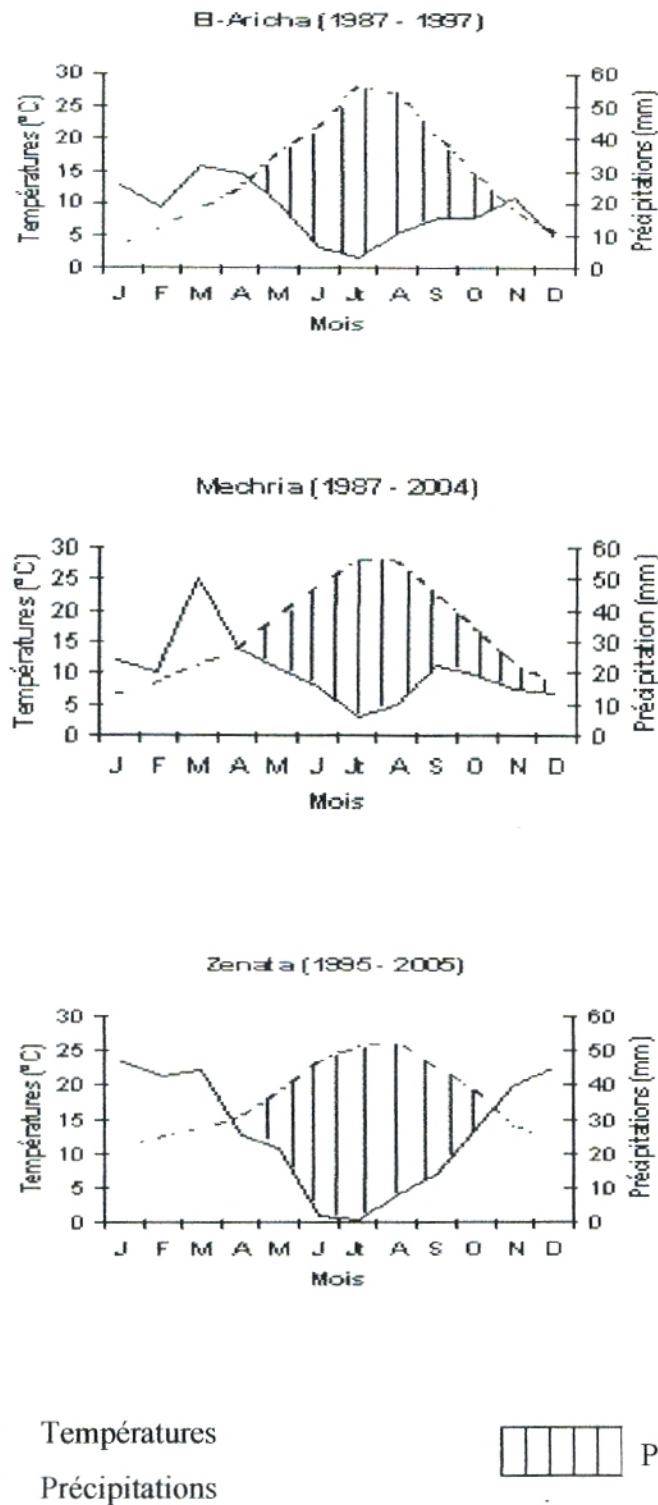 El-Aricha (1987 - 1997)
Températures (°C)
30
25
20
15
10
5
0
60
50
40
30
20
10
0
Précipitations (mm)
J F M A M J Jt A S O N D
Mois
Mechria (1987 - 2004)
Températures (°C)
30
25
20
15
10
5
0
60
50
40
30
20
10
0
Précipitation (mm)
J F M A M J Jt A S O N D
Mois
Zenata (1995 - 2005)
Températures (°C)
30
25
20
15
10
5
0
60
50
40
30
20
10
0
Précipitations (mm)
J F M A M J Jt A S O N D
Mois
Températures
P
Précipitations